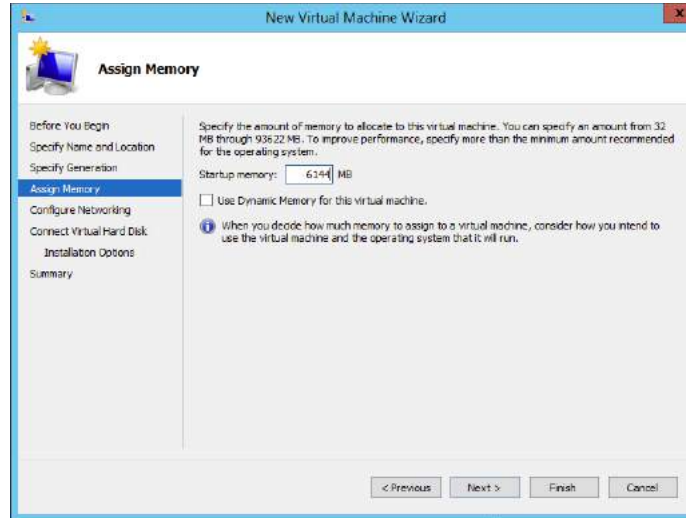 New Virtual Machine Wizard
x
Assign Memory
Before You Begin
Specify Name and Location
Specify Generation
Assign Memory
Configure Networking
Connect Virtual Hard Disk
Installation Options
Summary
Specify the amount of memory to allocate to this virtual machine. You can specify an amount from 32
MB through 93622 MB. To improve performance, specify more than the minimum amount recommended
for the operating system.
Startup memory: 6144 MB
Use Dynamic Memory for this virtual machine.
When you decide how much memory to assign to a virtual machine, consider how you intend to
use the virtual machine and the operating system that it will run.
< Previous Next > Finish Cancel